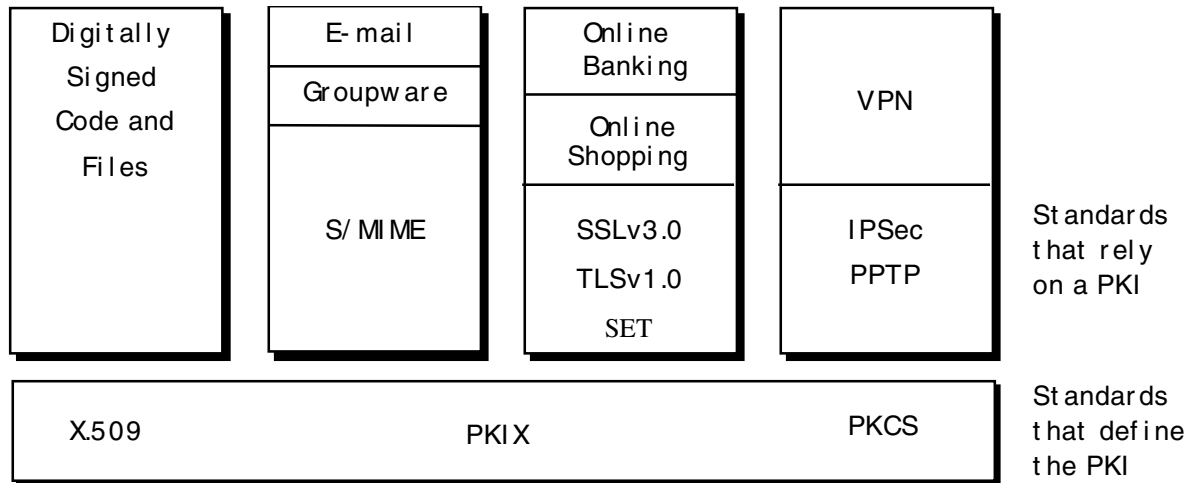 Digitally
Signed
Code and
Files
E-mail
Groupware
S/MIME
Online
Banking
Online
Shopping
SSLv3.0
TLSv1.0
SET
VPN
IPSec
PPTP
Standards
that rely
on a PKI
X.509
PKIX
PKCS
Standards
that define
the PKI